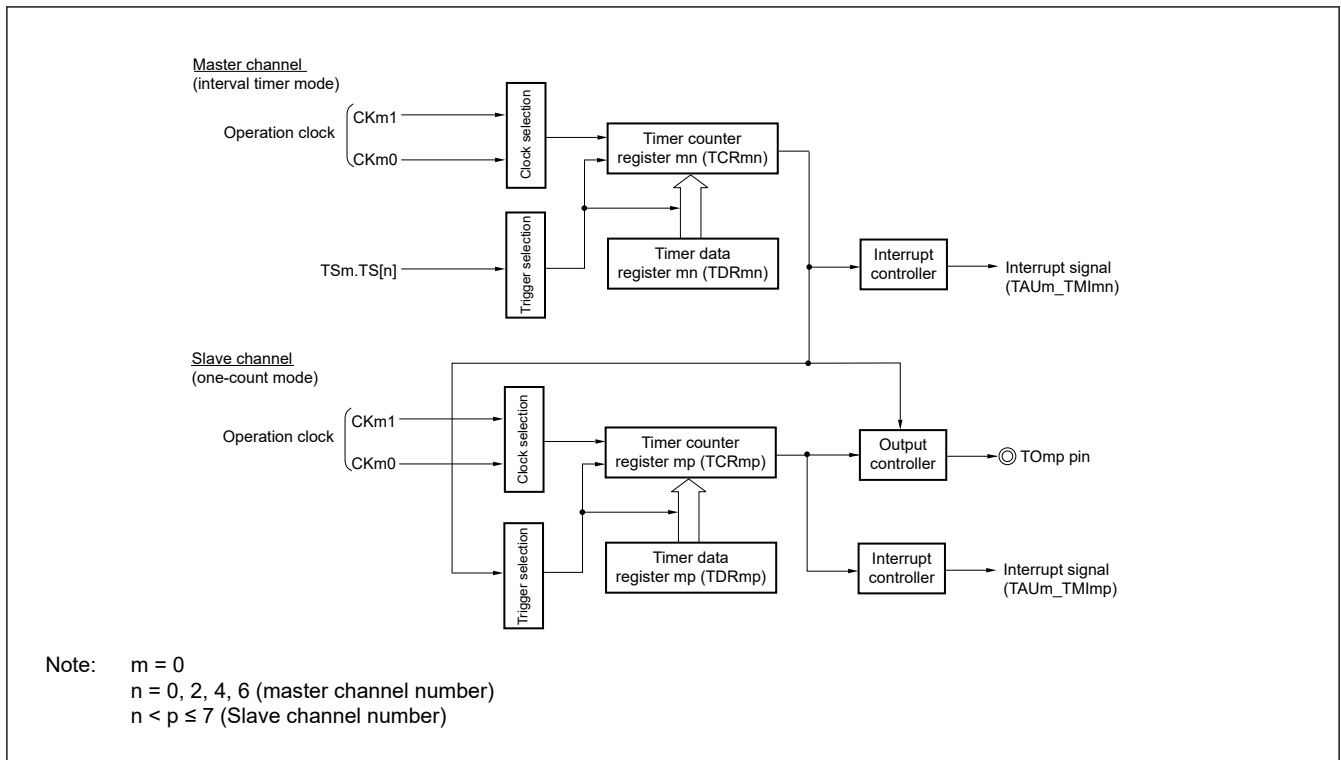 Master channel
(interval timer mode)
Operation clock
CKm1
CKm0
Clock selection
Timer counter
register mn (TCRmn)
TSm.TS[n]
Trigger selection
Timer data
register mn (TDRmn)
Interrupt
controller
Interrupt signal
(TAUm_TMImn)
Slave channel
(one-count mode)
Operation clock
CKm1
CKm0
Clock selection
Timer counter
register mp (TCRmp)
Output
controller
TOmp pin
Trigger selection
Timer data
register mp (TDRmp)
Interrupt
controller
Interrupt signal
(TAUm_TMImp)
Note: m = 0
n = 0, 2, 4, 6 (master channel number)
n < p ≤ 7 (Slave channel number)